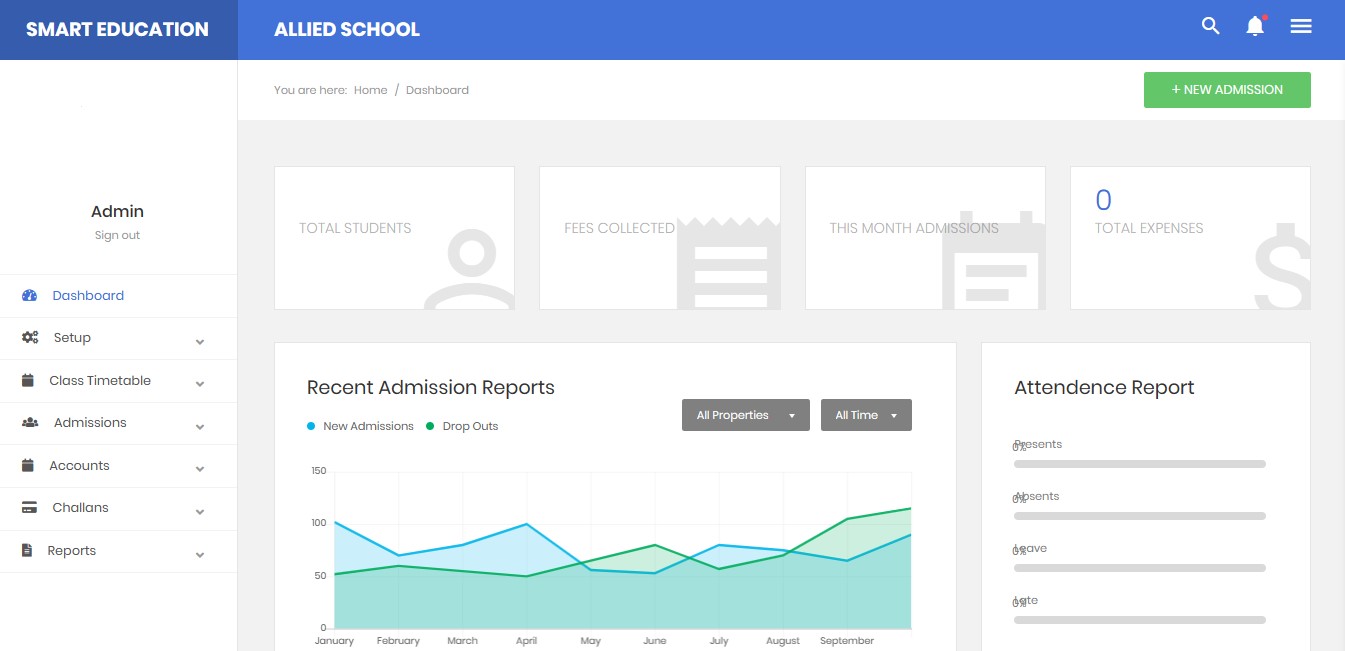 SMART EDUCATION
ALLIED SCHOOL
You are here: Home / Dashboard
+ NEW ADMISSION
Admin
Sign out
Dashboard
Setup
Class Timetable
Admissions
Accounts
Challans
Reports
TOTAL STUDENTS
FEES COLLECTED
THIS MONTH ADMISSIONS
0
TOTAL EXPENSES
Recent Admission Reports
New Admissions
Drop Outs
All Properties
All Time
150
100
50
0
January February March April May June July August September
Attendence Report
Presents
0%
Absents
0%
Leave
0%
Late
0%